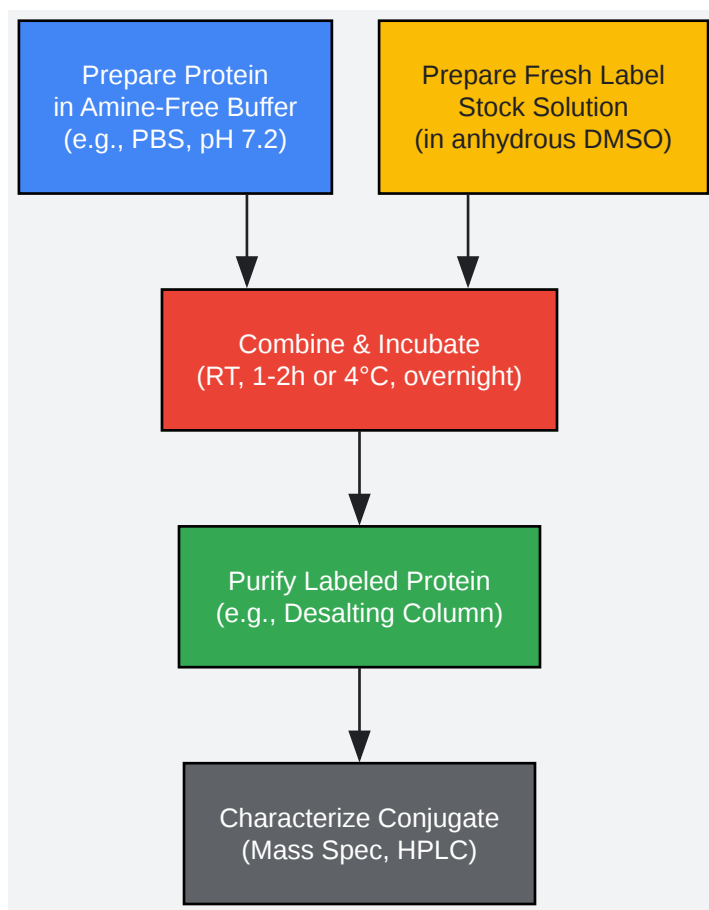 Prepare Protein
in Amine-Free Buffer
(e.g., PBS, pH 7.2)
Prepare Fresh Label
Stock Solution
(in anhydrous DMSO)
Combine & Incubate
(RT, 1-2h or 4°C, overnight)
Purify Labeled Protein
(e.g., Desalting Column)
Characterize Conjugate
(Mass Spec, HPLC)